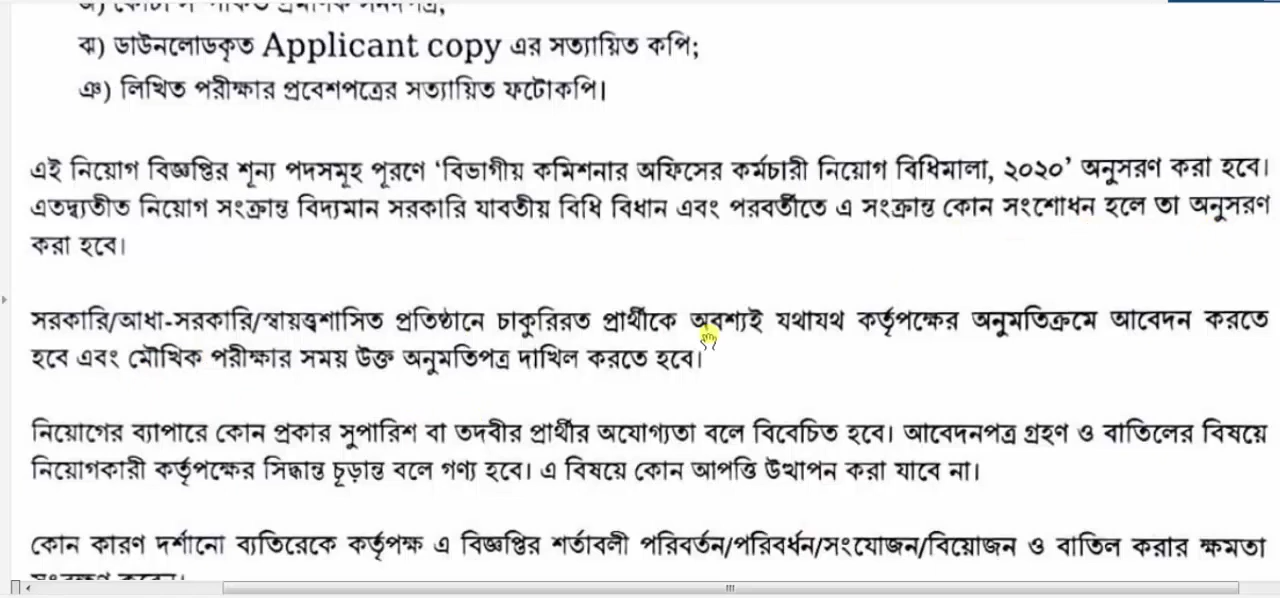 ঝ) ডাউনলোডকৃত Applicant copy এর সত্যায়িত কপি;
ঞ) লিখিত পরীক্ষার প্রবেশপত্রের সত্যায়িত ফটোকপি।
এই নিয়োগ বিজ্ঞপ্তির শূন্য পদসমূহ পূরণে ‘বিভাগীয় কমিশনার অফিসের কর্মচারী নিয়োগ বিধিমালা, ২০২০’ অনুসরণ করা হবে।
এতদ্ব্যতীত নিয়োগ সংক্রান্ত বিদ্যমান সরকারি যাবতীয় বিধি বিধান এবং পরবর্তীতে এ সংক্রান্ত কোন সংশোধন হলে তা অনুসরণ
করা হবে।
সরকারি/আধা-সরকারি/স্বায়ত্বশাসিত প্রতিষ্ঠানে চাকুরিরত প্রার্থীকে অবশ্যই যথাযথ কর্তৃপক্ষের অনুমতিক্রমে আবেদন করতে
হবে এবং মৌখিক পরীক্ষার সময় উক্ত অনুমতিপত্র দাখিল করতে হবে।
নিয়োগের ব্যাপারে কোন প্রকার সুপারিশ বা তদবীর প্রার্থীর অযোগ্যতা বলে বিবেচিত হবে। আবেদনপত্র গ্রহণ ও বাতিলের বিষয়ে
নিয়োগকারী কর্তৃপক্ষের সিদ্ধান্ত চূড়ান্ত বলে গণ্য হবে। এ বিষয়ে কোন আপত্তি উত্থাপন করা যাবে না।
কোন কারণ দর্শানো ব্যতিরেকে কর্তৃপক্ষ এ বিজ্ঞপ্তির শর্তাবলী পরিবর্তন/পরিবর্ধন/সংযোজন/বিয়োজন ও বাতিল করার ক্ষমতা